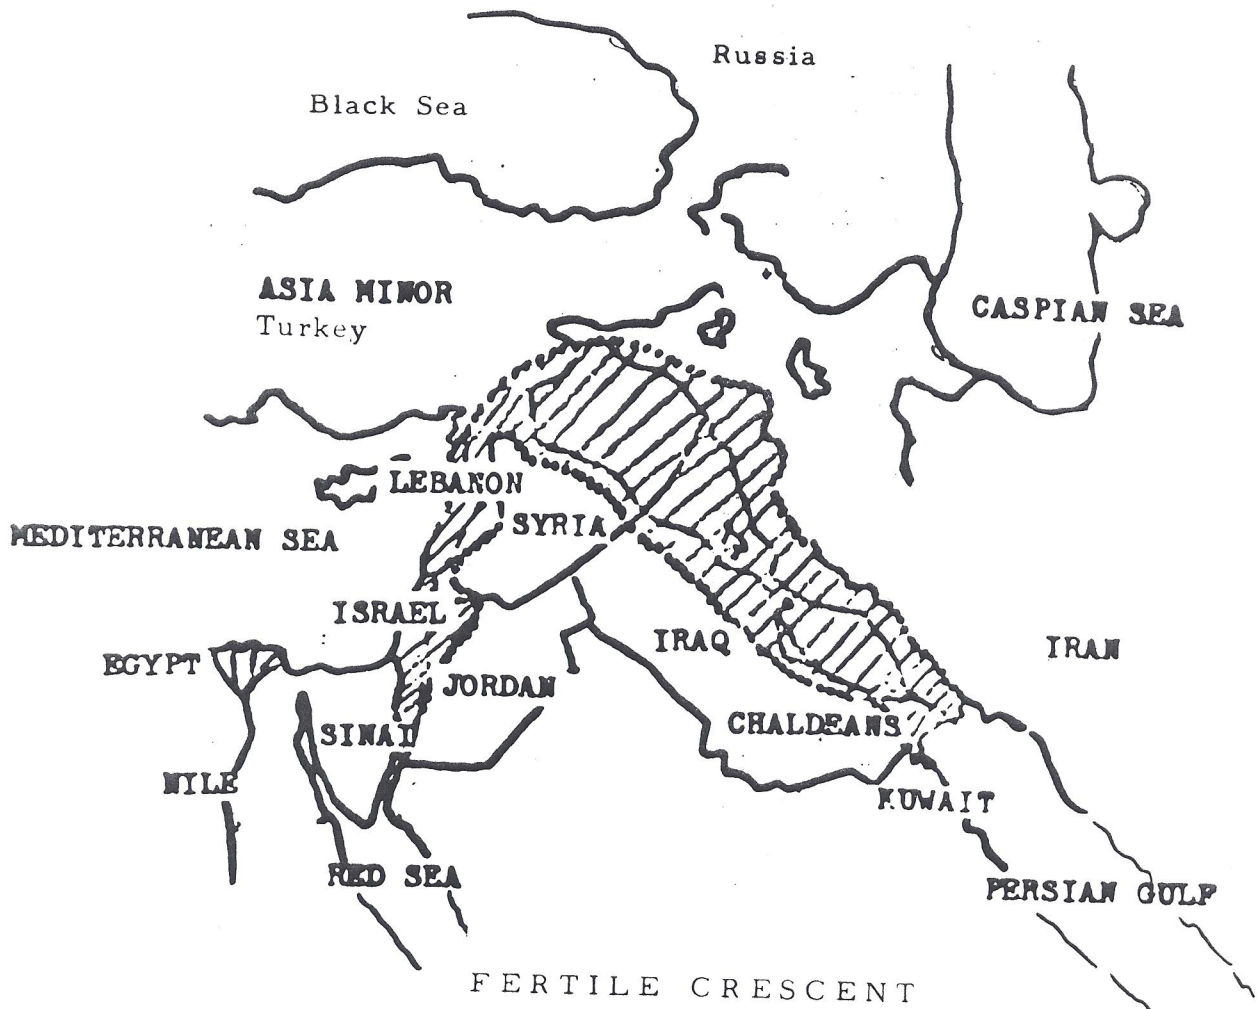 Russia
Black Sea
ASIA MINOR
Turkey
CASPIAN SEA
LEBANON
SYRIA
MEDITERRANEAN SEA
ISRAEL
IRAQ
IRAN
EGYPT
JORDAN
SINAI
CHALDEANS
NILE
KUWAIT
RED SEA
PERSIAN GULF
FERTILE CRESCENT